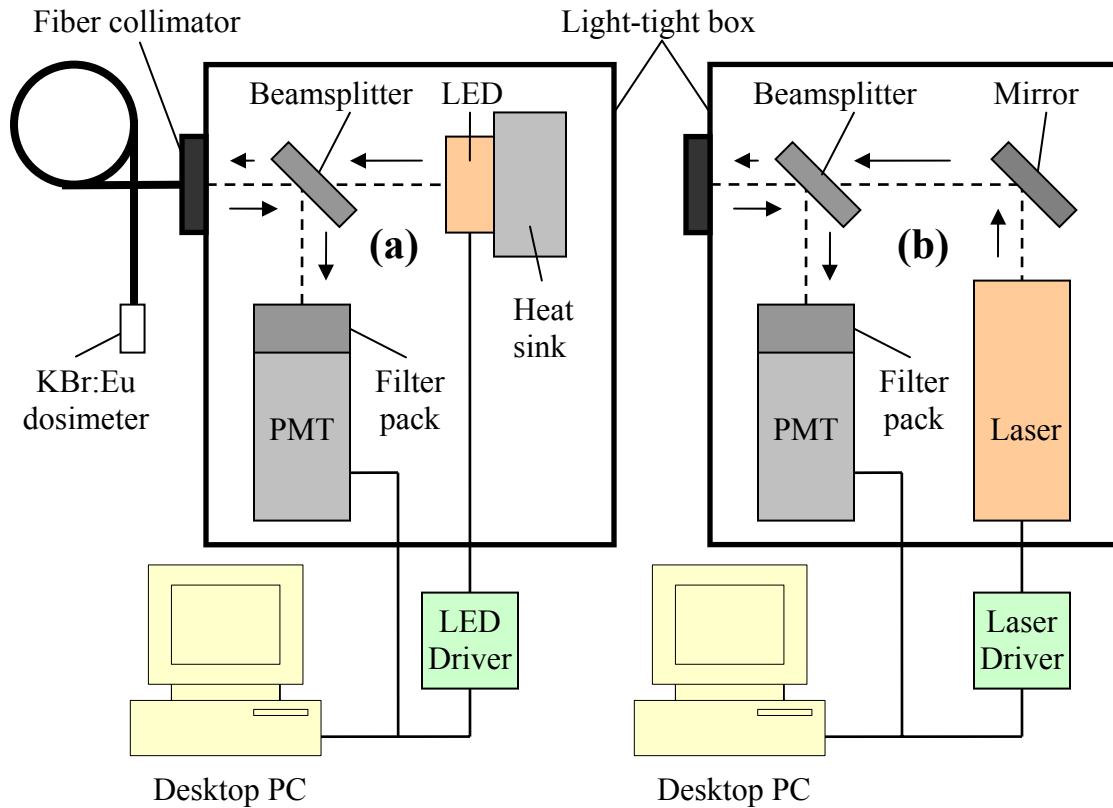 Fiber collimator
Light-tight box
Beamsplitter
LED
Beamsplitter
Mirror
(a)
(b)
Heat
sink
KBr:Eu
dosimeter
Filter
pack
PMT
Filter
pack
PMT
Laser
LED
Driver
Laser
Driver
Desktop PC
Desktop PC